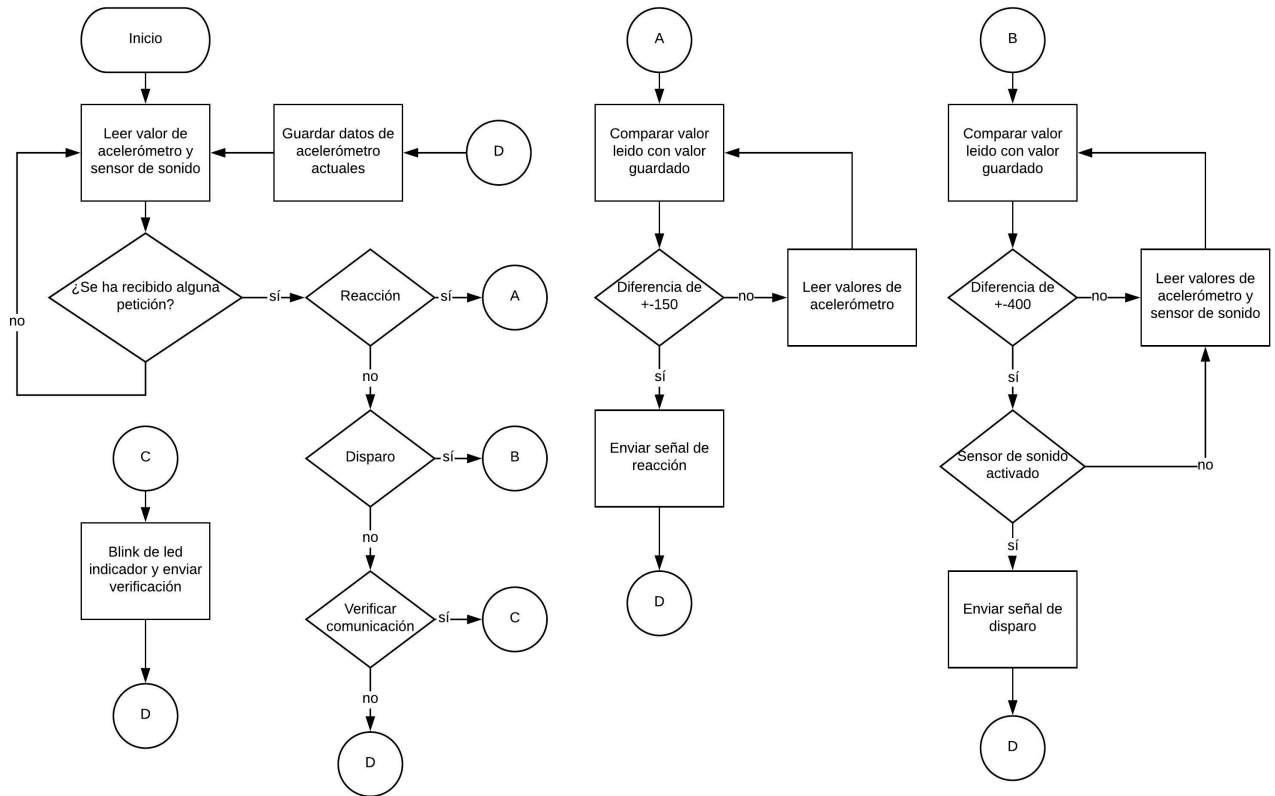 Inicio
Leer valor de
acelerómetro y
sensor de sonido
Guardar datos de
acelerómetro
actuales
D
¿Se ha recibido alguna
petición?
no
sí
Reacción
sí
A
no
Disparo
sí
B
no
Verificar
comunicación
sí
C
no
D
C
Blink de led
indicador y enviar
verificación
D
A
Comparar valor
leido con valor
guardado
Diferencia de
+-150
no
Leer valores de
acelerómetro
sí
Enviar señal de
reacción
D
B
Comparar valor
leido con valor
guardado
Diferencia de
+-400
no
Leer valores de
acelerómetro y
sensor de sonido
sí
Sensor de sonido
activado
no
sí
Enviar señal de
disparo
D